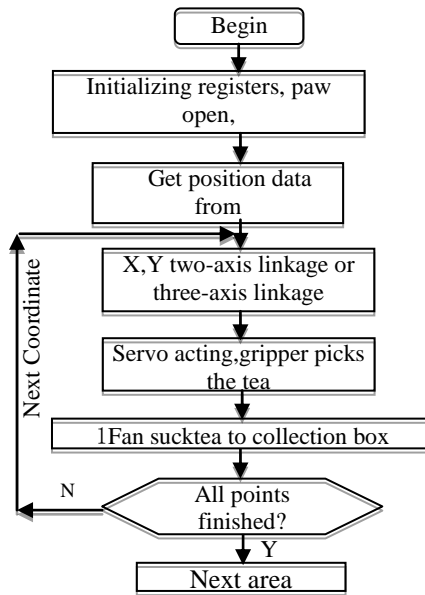 Begin
Initializing registers, paw
open,
Get position data
from
X,Y two-axis linkage or
three-axis linkage
Servo acting,gripper picks
the tea
1Fan sucktea to collection box
All points
finished?
N
Next Coordinate
Y
Next area